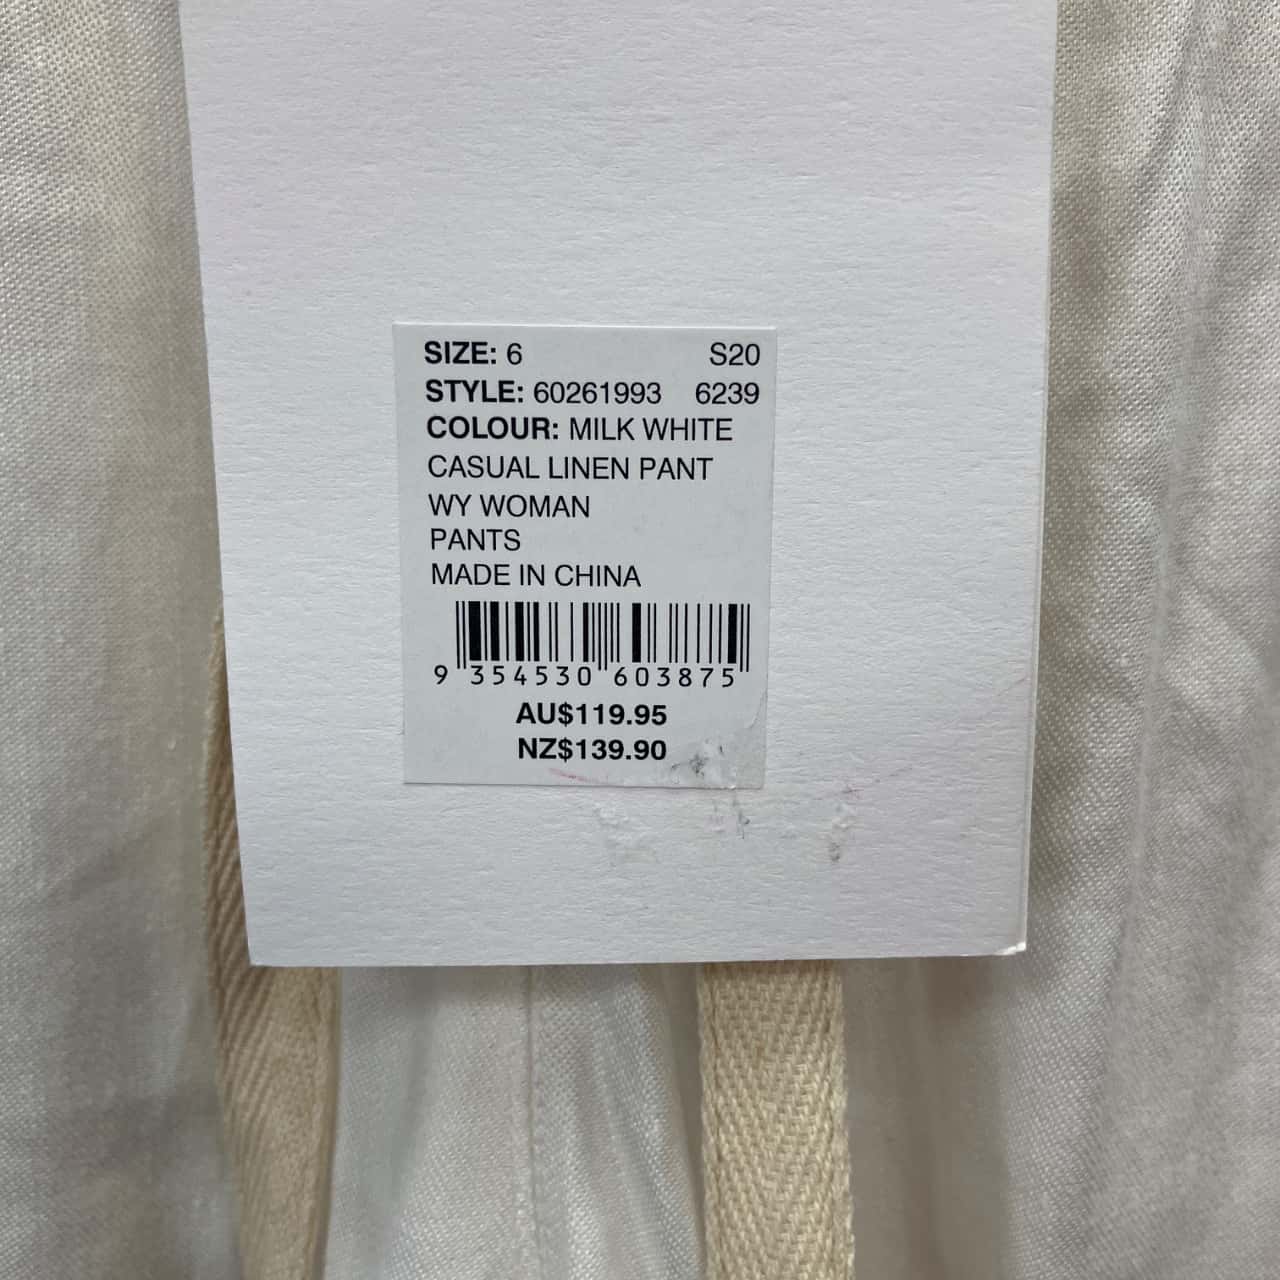 SIZE: 6 S20
STYLE: 60261993 6239
COLOUR: MILK WHITE
CASUAL LINEN PANT
WY WOMAN
PANTS
MADE IN CHINA
9 354530 603875
AU$119.95
NZ$139.90